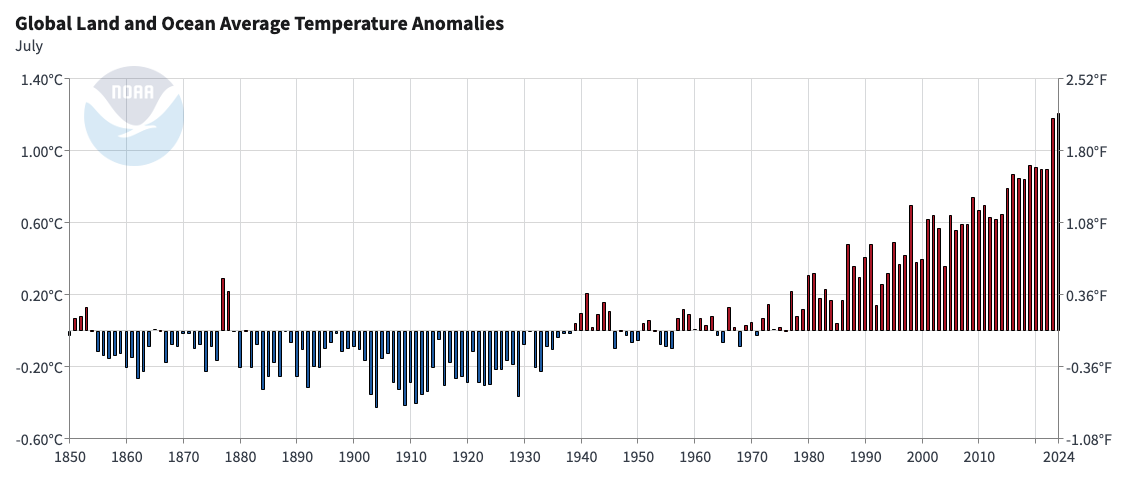 Global Land and Ocean Average Temperature Anomalies
July
NOAA
1.40°C 2.52°F
1.00°C 1.80°F
0.60°C 1.08°F
0.20°C 0.36°F
-0.20°C -0.36°F
-0.60°C -1.08°F
1850 1860 1870 1880 1890 1900 1910 1920 1930 1940 1950 1960 1970 1980 1990 2000 2010 2024